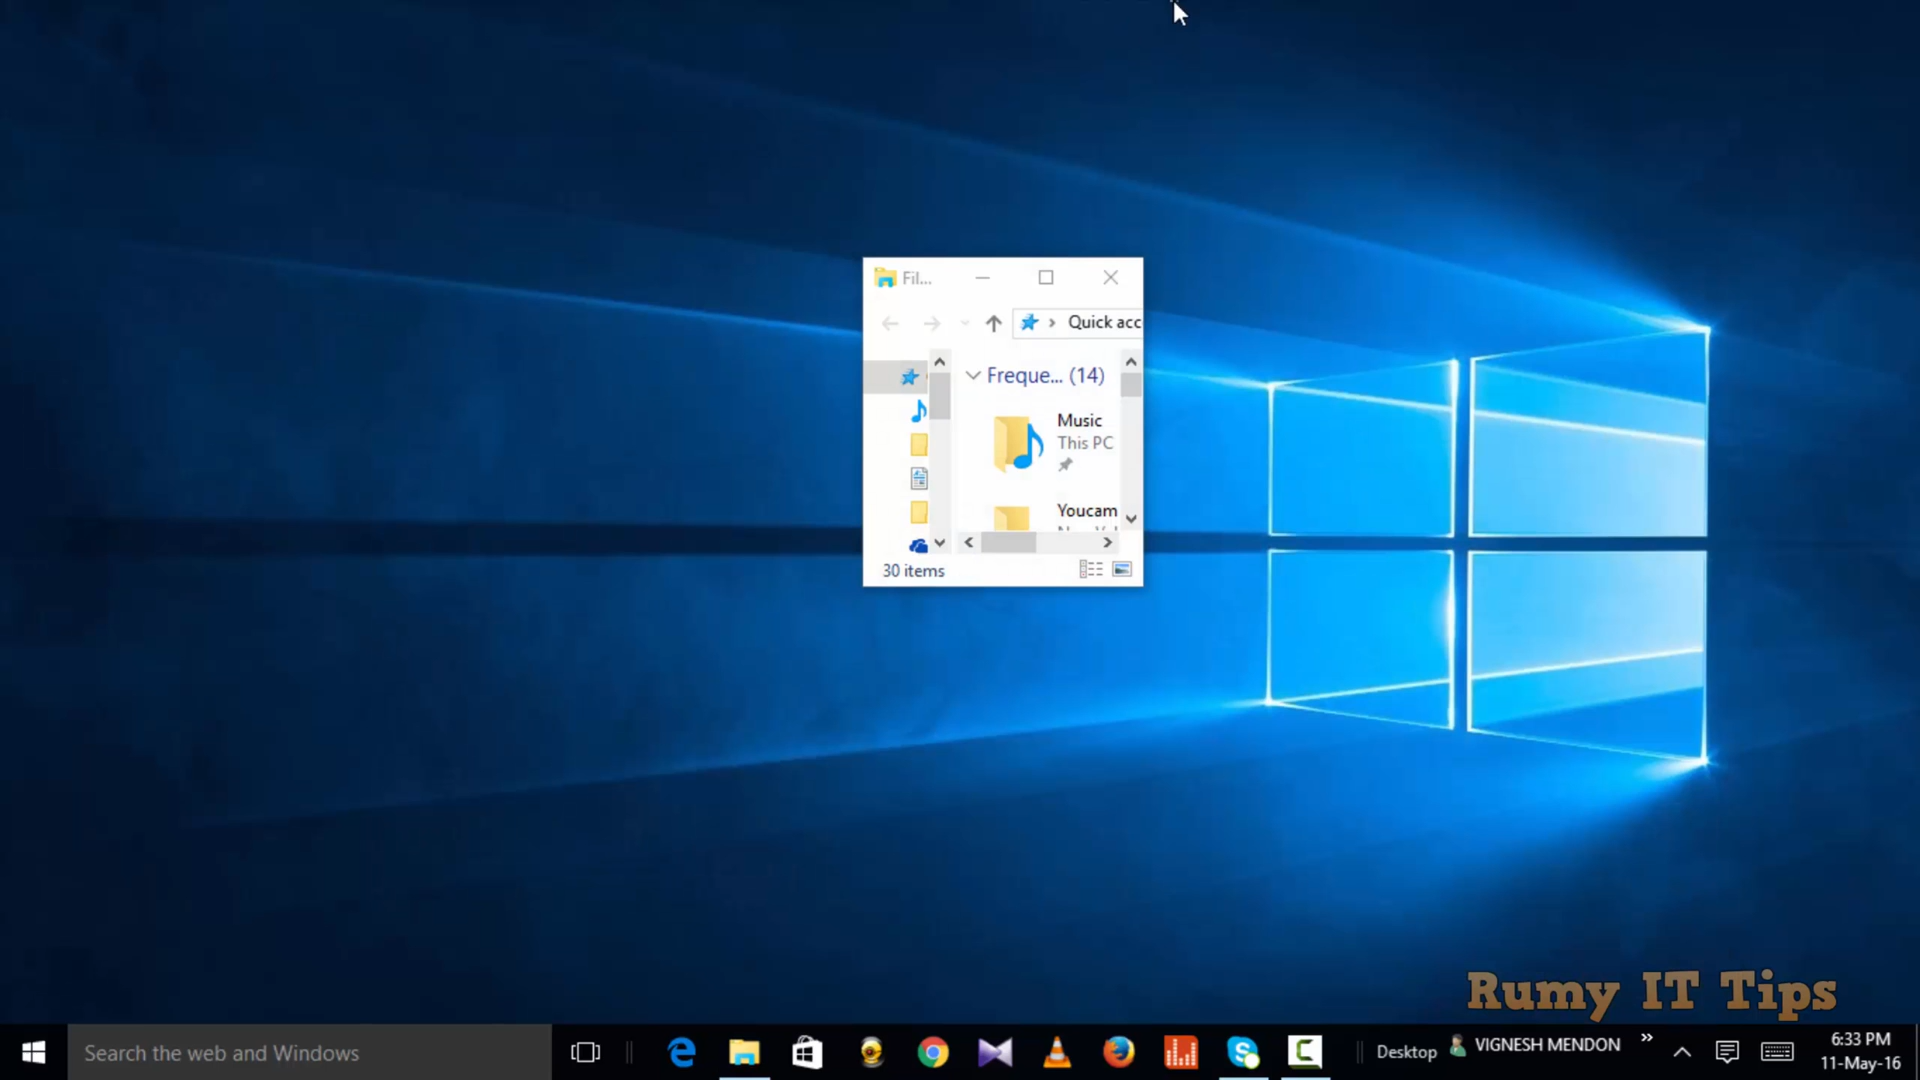 Fil...
Quick acc
Freque... (14)
Music
This PC
Youcam
30 items
Rumy IT Tips
Search the web and Windows
Desktop
VIGNESH MENDON
6:33 PM
11-May-16